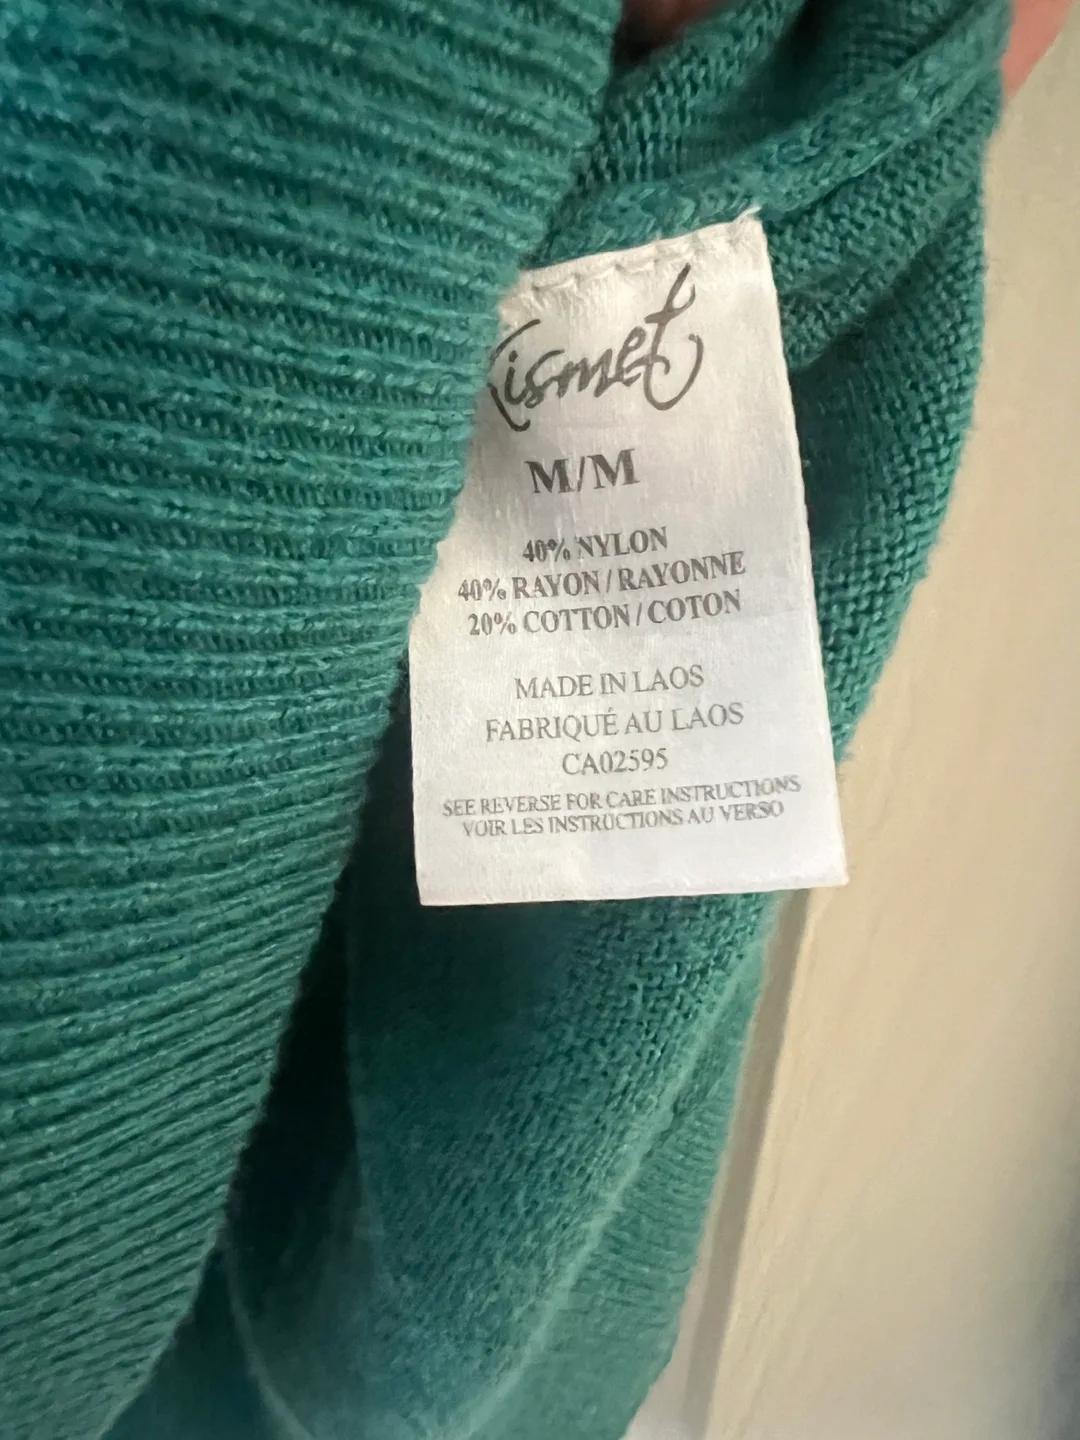 Kismet
M/M
40% NYLON
40% RAYON / RAYONNE
20% COTTON / COTON
MADE IN LAOS
FABRIQUÉ AU LAOS
CA02595
SEE REVERSE FOR CARE INSTRUCTIONS
VOIR LES INSTRUCTIONS AU VERSO